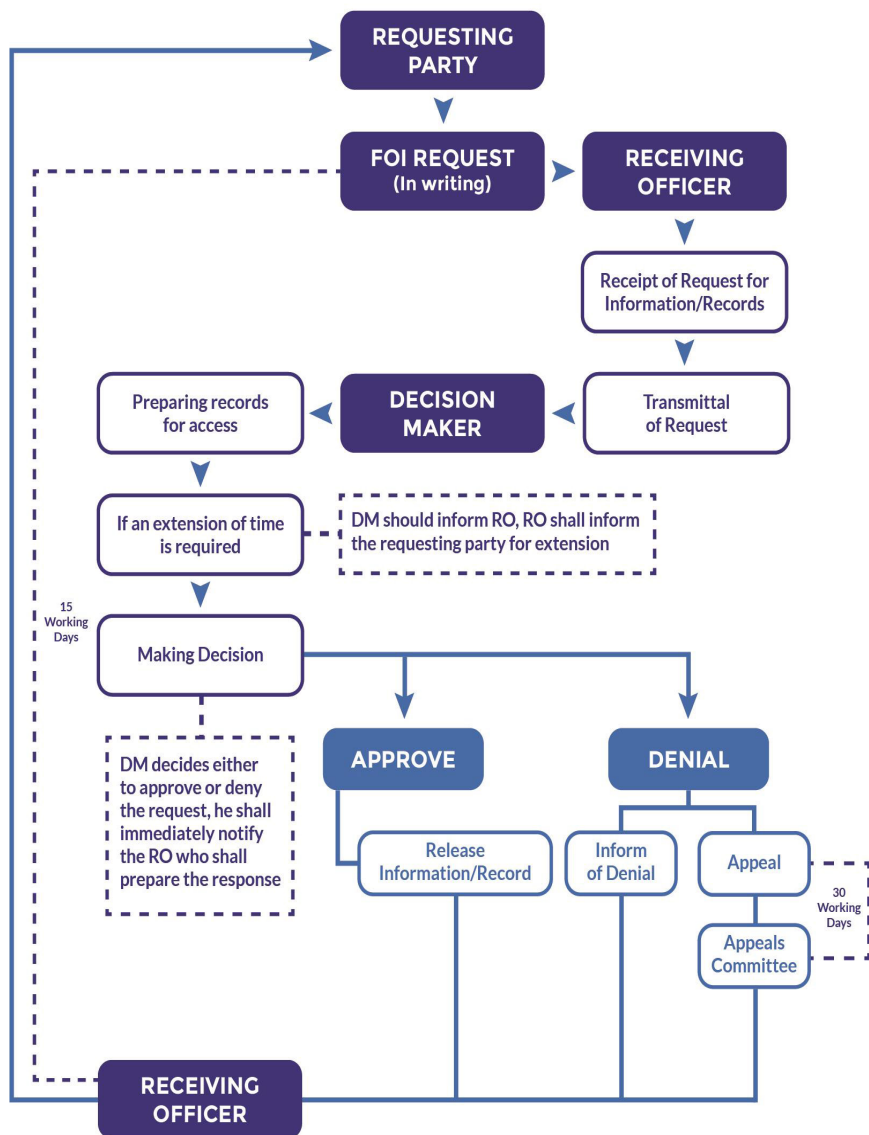 REQUESTING
PARTY
FOI REQUEST
(In writing)
RECEIVING
OFFICER
Receipt of Request for
Information/Records
Transmittal
of Request
DECISION
MAKER
Preparing records
for access
If an extension of time
is required
DM should inform RO, RO shall inform
the requesting party for extension
15
Working
Days
Making Decision
DM decides either
to approve or deny
the request, he shall
immediately notify
the RO who shall
prepare the response
APPROVE
DENIAL
Release
Information/Record
Inform
of Denial
Appeal
30
Working
Days
Appeals
Committee
RECEIVING
OFFICER